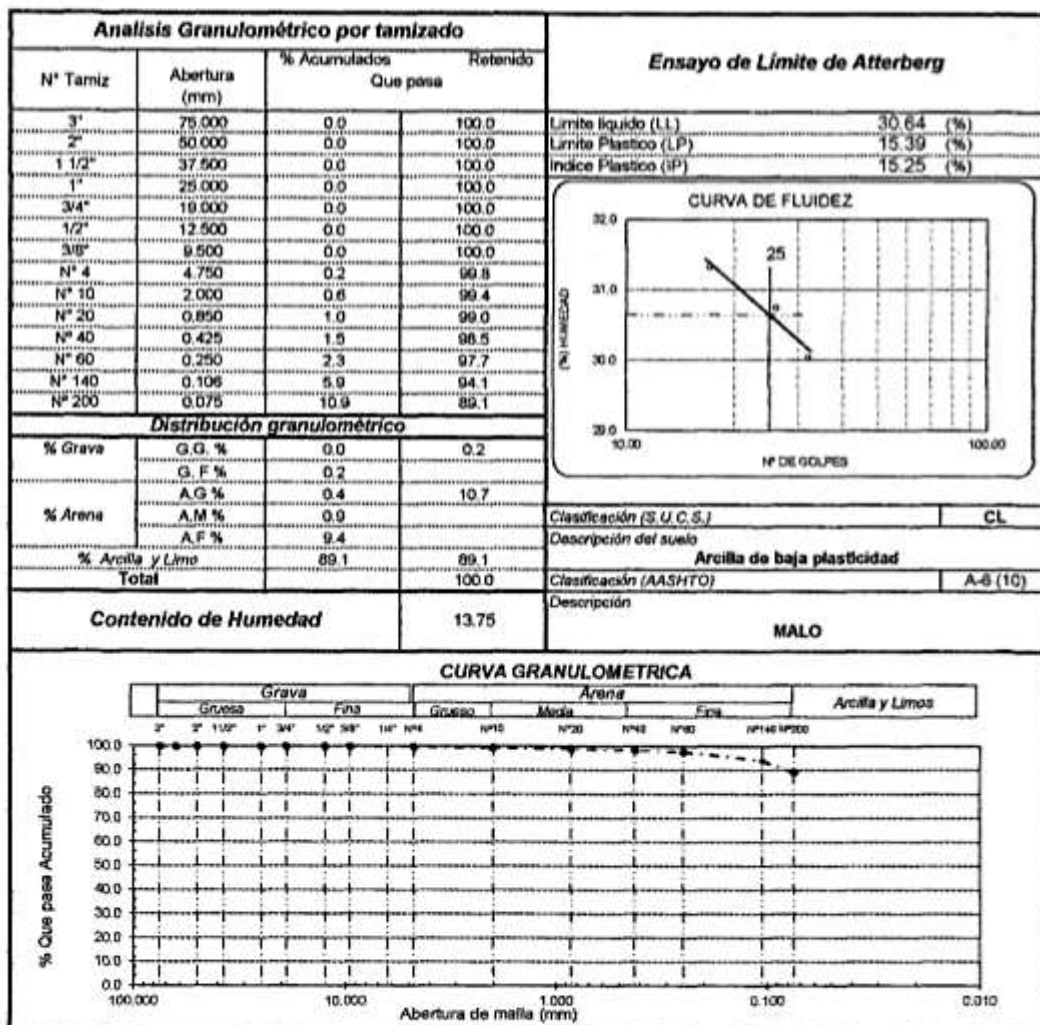 Analisis Granulométrico por tamizado
N° Tamiz Abertura (mm) % Acumulados Retenido Que pasa
3" 75.000 0.0 100.0
2" 50.000 0.0 100.0
1 1/2" 37.500 0.0 100.0
1" 25.000 0.0 100.0
3/4" 19.000 0.0 100.0
1/2" 12.500 0.0 100.0
3/8" 9.500 0.0 100.0
N° 4 4.750 0.2 99.8
N° 10 2.000 0.6 99.4
N° 20 0.850 1.0 99.0
N° 40 0.425 1.5 98.5
N° 60 0.250 2.3 97.7
N° 140 0.106 5.9 94.1
N° 200 0.075 10.9 89.1
Distribución granulométrico
% Grava G.G. % 0.0 0.2
G. F % 0.2
% Arena A.G % 0.4 10.7
A.M % 0.9
A.F % 9.4
% Arcilla y Limo 89.1 89.1
Total 100.0
Contenido de Humedad 13.75
Ensayo de Límite de Atterberg
Limite liquido (LL) 30.64 (%)
Limite Plastico (LP) 15.39 (%)
Indice Plastico (IP) 15.25 (%)
CURVA DE FLUIDEZ
32.0
25
31.0
(%) HUMEDAD
30.0
29.0
10.00 100.00
N° DE GOLPES
Clasificación (S.U.C.S.) CL
Descripción del suelo
Arcilla de baja plasticidad
Clasificación (AASHTO) A-6 (10)
Descripción
MALO
CURVA GRANULOMETRICA
Grava Arena Arcilla y Limos
Gruesa Fina Grueso Media Fina
3" 2" 1 1/2" 1" 3/4" 1/2" 3/8" 1/4" N°4 N°10 N°20 N°40 N°60 N°140 N°200
100.0
90.0
80.0
70.0
60.0
50.0
40.0
30.0
20.0
10.0
0.0
% Que pasa Acumulado
100.000 10.000 1.000 0.100 0.010
Abertura de malla (mm)